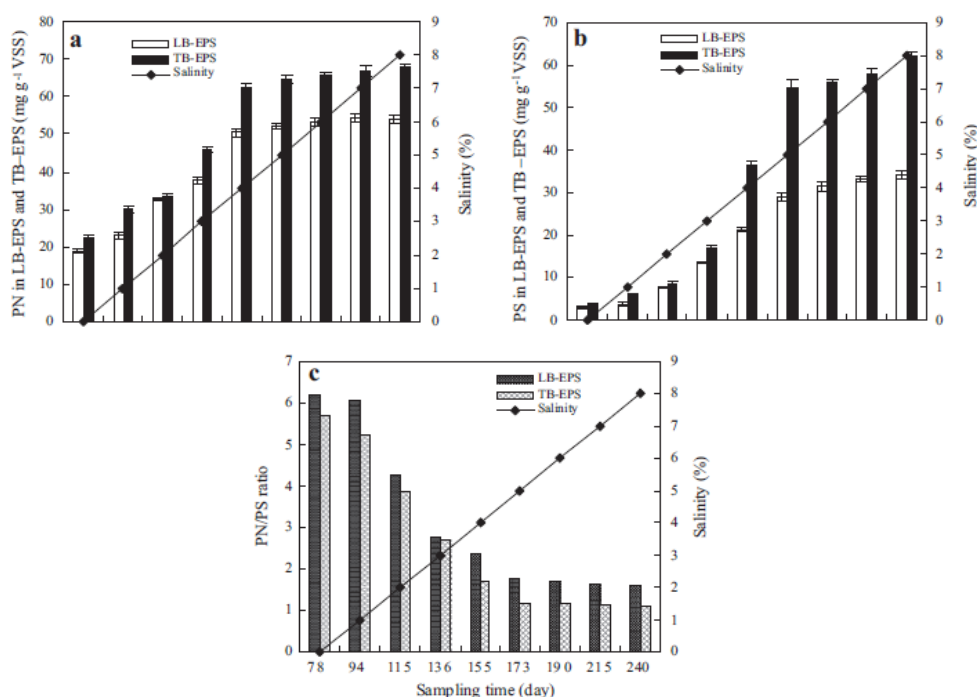 a
LB-EPS
TB-EPS
Salinity
PN in LB-EPS and TB–EPS (mg g⁻¹ VSS)
80
70
60
50
40
30
20
10
0
9
8
7
6
5
4
3
2
1
0
Salinity (%)
b
LB-EPS
TB-EPS
Salinity
PS in LB-EPS and TB –EPS (mg g⁻¹ VSS)
70
60
50
40
30
20
10
0
9
8
7
6
5
4
3
2
1
0
Salinity (%)
c
LB-EPS
TB-EPS
Salinity
PN/PS ratio
7
6
5
4
3
2
1
0
9
8
7
6
5
4
3
2
1
0
Salinity (%)
78 94 115 136 155 173 190 215 240
Sampling time (day)